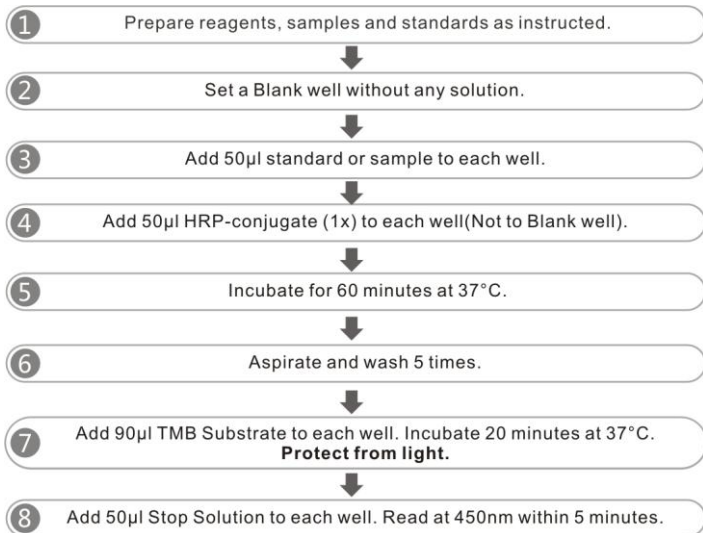 1 Prepare reagents, samples and standards as instructed.
2 Set a Blank well without any solution.
3 Add 50µl standard or sample to each well.
4 Add 50µl HRP-conjugate (1x) to each well(Not to Blank well).
5 Incubate for 60 minutes at 37°C.
6 Aspirate and wash 5 times.
7 Add 90µl TMB Substrate to each well. Incubate 20 minutes at 37°C.
Protect from light.
8 Add 50µl Stop Solution to each well. Read at 450nm within 5 minutes.